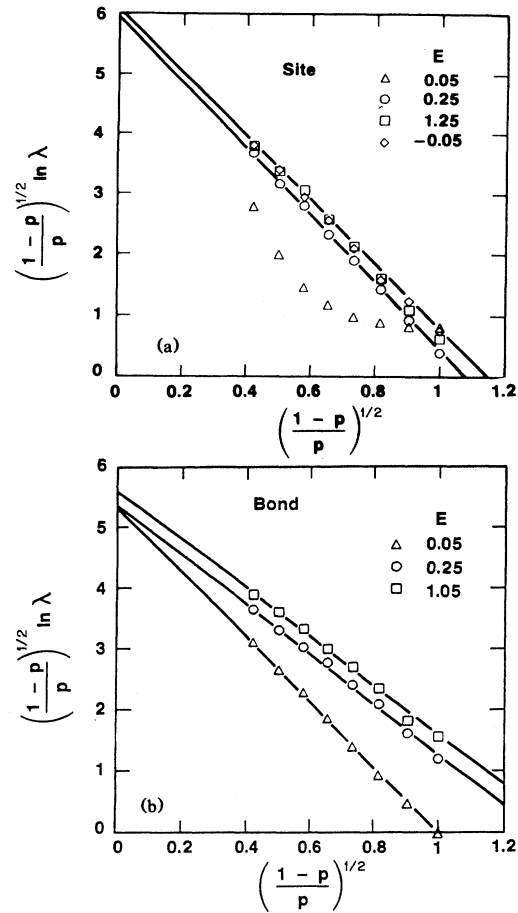 6
5
4
3
2
1
0
((1 – p)/p)^1/2 ln λ
Site
E
△ 0.05
○ 0.25
□ 1.25
◇ −0.05
(a)
0 0.2 0.4 0.6 0.8 1.0 1.2
((1 – p)/p)^1/2
6
5
4
3
2
1
0
((1 – p)/p)^1/2 ln λ
Bond
E
△ 0.05
○ 0.25
□ 1.05
(b)
0 0.2 0.4 0.6 0.8 1.0 1.2
((1 – p)/p)^1/2